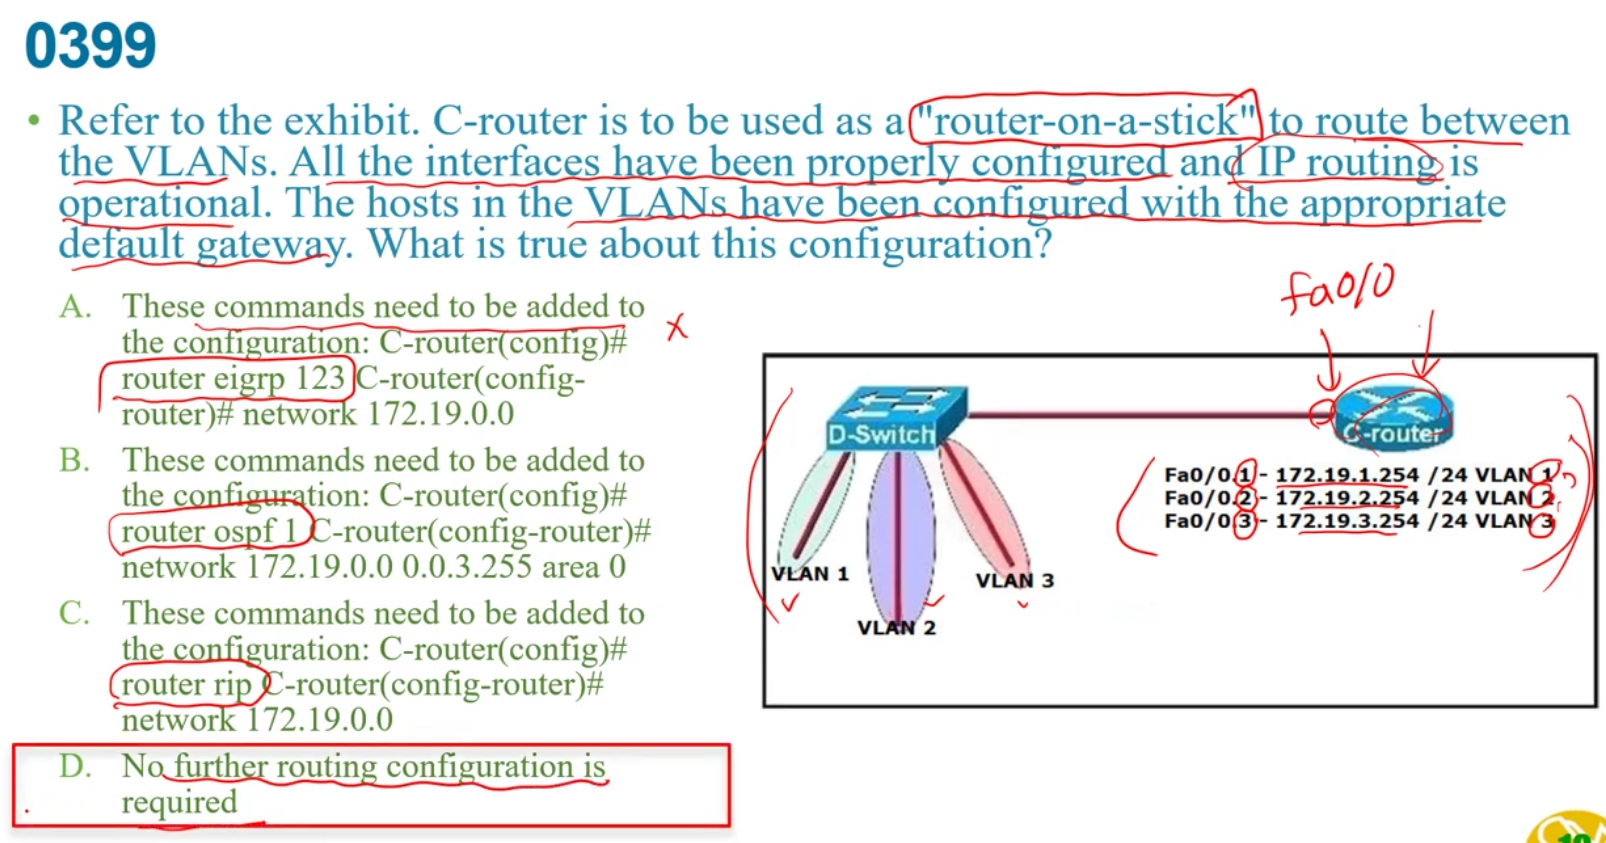 0399
• Refer to the exhibit. C-router is to be used as a "router-on-a-stick" to route between
the VLANs. All the interfaces have been properly configured and IP routing is
operational. The hosts in the VLANs have been configured with the appropriate
default gateway. What is true about this configuration?
A. These commands need to be added to
the configuration: C-router(config)#
router eigrp 123 C-router(config-
router)# network 172.19.0.0
B. These commands need to be added to
the configuration: C-router(config)#
router ospf 1 C-router(config-router)#
network 172.19.0.0 0.0.3.255 area 0
C. These commands need to be added to
the configuration: C-router(config)#
router rip C-router(config-router)#
network 172.19.0.0
D. No further routing configuration is
required
fa0/0
D-Switch
C-router
Fa0/0.1 - 172.19.1.254 /24 VLAN 1
Fa0/0.2 - 172.19.2.254 /24 VLAN 2
Fa0/0.3 - 172.19.3.254 /24 VLAN 3
VLAN 1
VLAN 3
VLAN 2